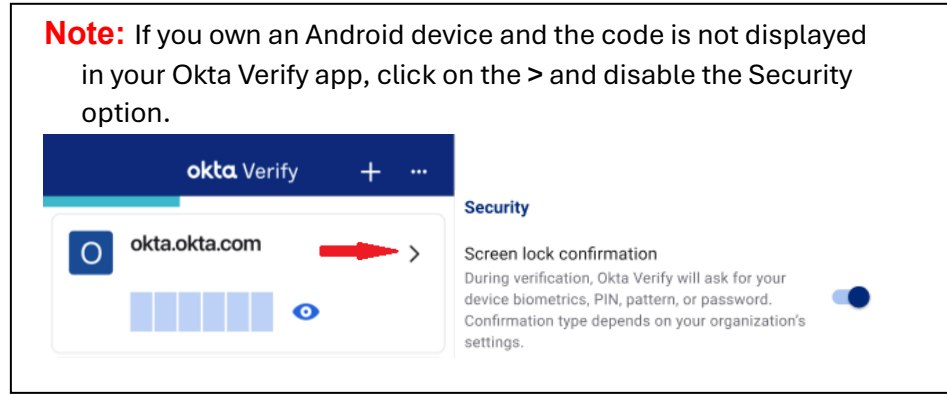 Note: If you own an Android device and the code is not displayed
in your Okta Verify app, click on the > and disable the Security
option.
okta Verify + ...
O okta.okta.com >
Security
Screen lock confirmation
During verification, Okta Verify will ask for your
device biometrics, PIN, pattern, or password.
Confirmation type depends on your organization's
settings.